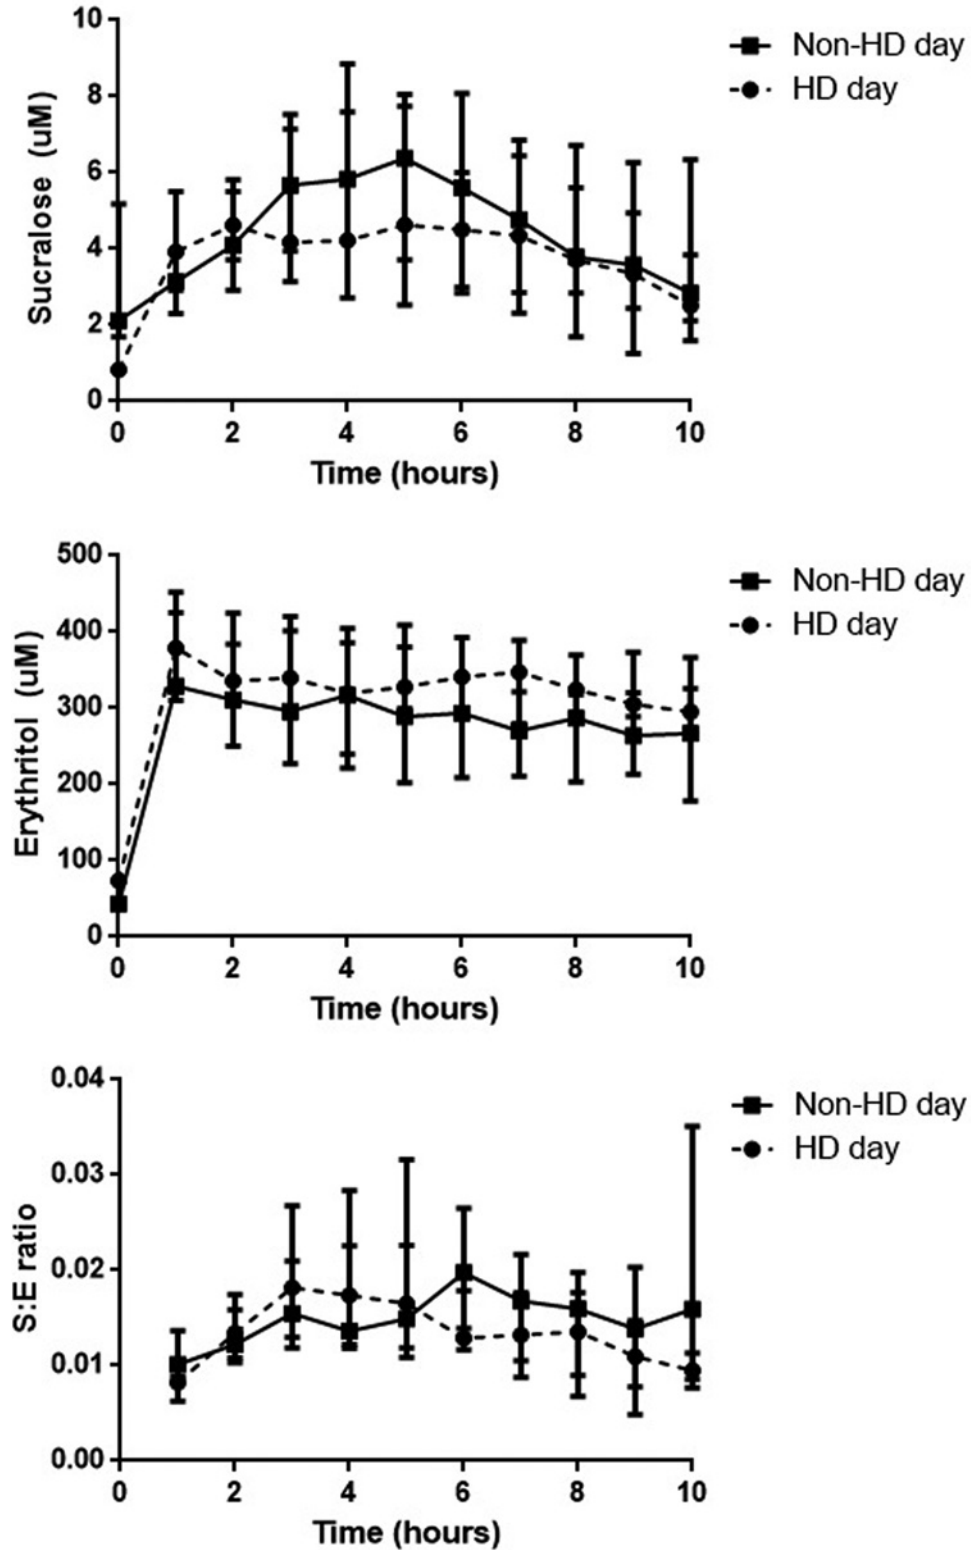 10
8
6
4
2
0
Sucralose (uM)
0 2 4 6 8 10
Time (hours)
Non-HD day
HD day
500
400
300
200
100
0
Erythritol (uM)
0 2 4 6 8 10
Time (hours)
Non-HD day
HD day
0.04
0.03
0.02
0.01
0.00
S:E ratio
0 2 4 6 8 10
Time (hours)
Non-HD day
HD day